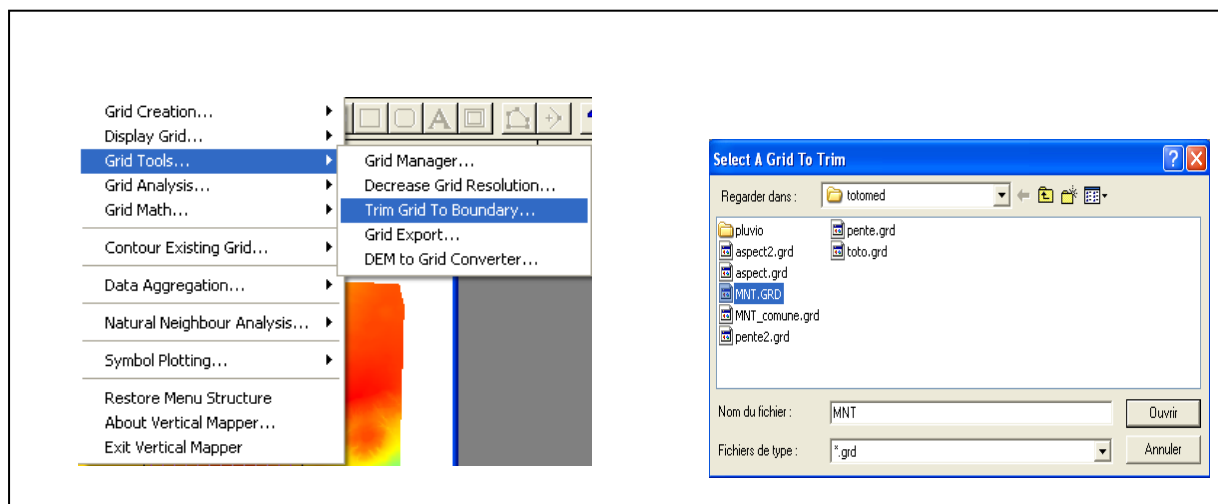 Grid Creation...
Display Grid...
Grid Tools...
Grid Analysis...
Grid Math...
Contour Existing Grid...
Data Aggregation...
Natural Neighbour Analysis...
Symbol Plotting...
Restore Menu Structure
About Vertical Mapper...
Exit Vertical Mapper
A
Grid Manager...
Decrease Grid Resolution...
Trim Grid To Boundary...
Grid Export...
DEM to Grid Converter...
Select A Grid To Trim
?
Regarder dans :
totomed
pluvio
aspect2.grd
aspect.grd
MNT.GRD
MNT_comune.grd
pente2.grd
pente.grd
toto.grd
Nom du fichier :
MNT
Ouvrir
Fichiers de type :
*.grd
Annuler